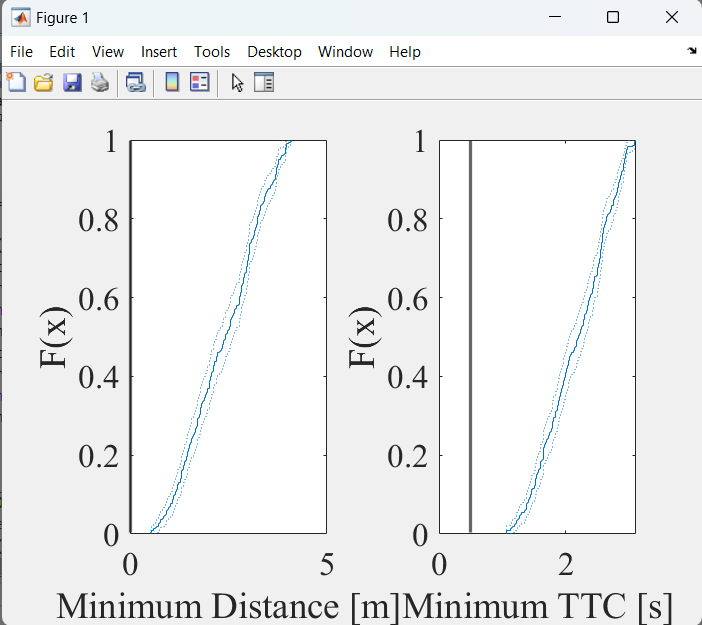 Figure 1
File Edit View Insert Tools Desktop Window Help
1
0.8
0.6
0.4
0.2
0
F(x)
0 5
Minimum Distance [m]
1
0.8
0.6
0.4
0.2
0
F(x)
0 2
Minimum TTC [s]